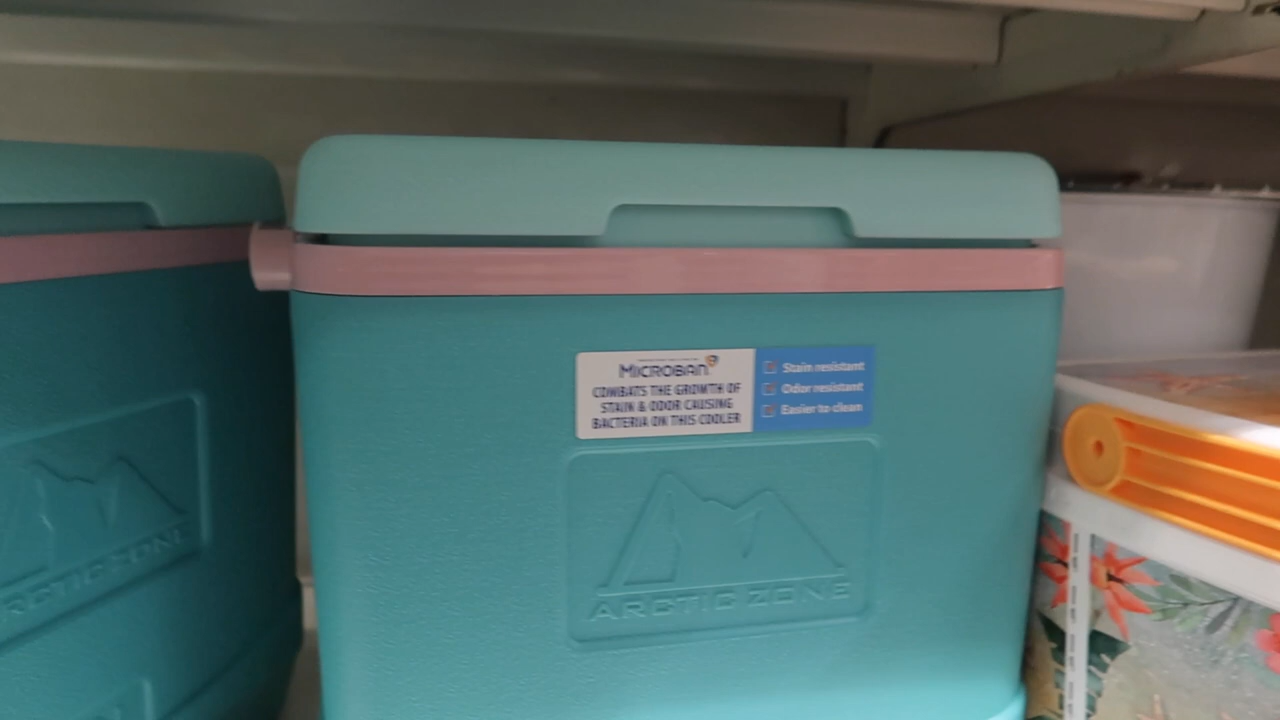 MICROBAN
COMBATS THE GROWTH OF
STAIN & ODOR CAUSING
BACTERIA ON THIS COOLER
Stain resistant
Odor resistant
Easier to clean
ARCTIC ZONE
ARCTIC ZONE